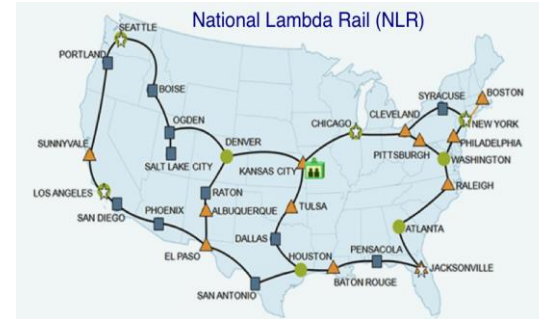 National Lambda Rail (NLR)
SEATTLE
PORTLAND
BOISE
OGDEN
SALT LAKE CITY
SUNNYVALE
LOS ANGELES
SAN DIEGO
PHOENIX
DENVER
RATON
ALBUQUERQUE
EL PASO
KANSAS CITY
TULSA
DALLAS
HOUSTON
SAN ANTONIO
CHICAGO
CLEVELAND
SYRACUSE
BOSTON
NEW YORK
PHILADELPHIA
PITTSBURGH
WASHINGTON
RALEIGH
ATLANTA
PENSACOLA
JACKSONVILLE
BATON ROUGE